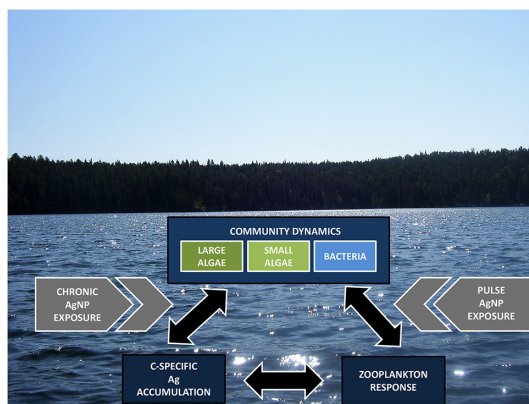 COMMUNITY DYNAMICS
LARGE
ALGAE
SMALL
ALGAE
BACTERIA
CHRONIC
AgNP
EXPOSURE
PULSE
AgNP
EXPOSURE
C-SPECIFIC
Ag
ACCUMULATION
ZOOPLANKTON
RESPONSE